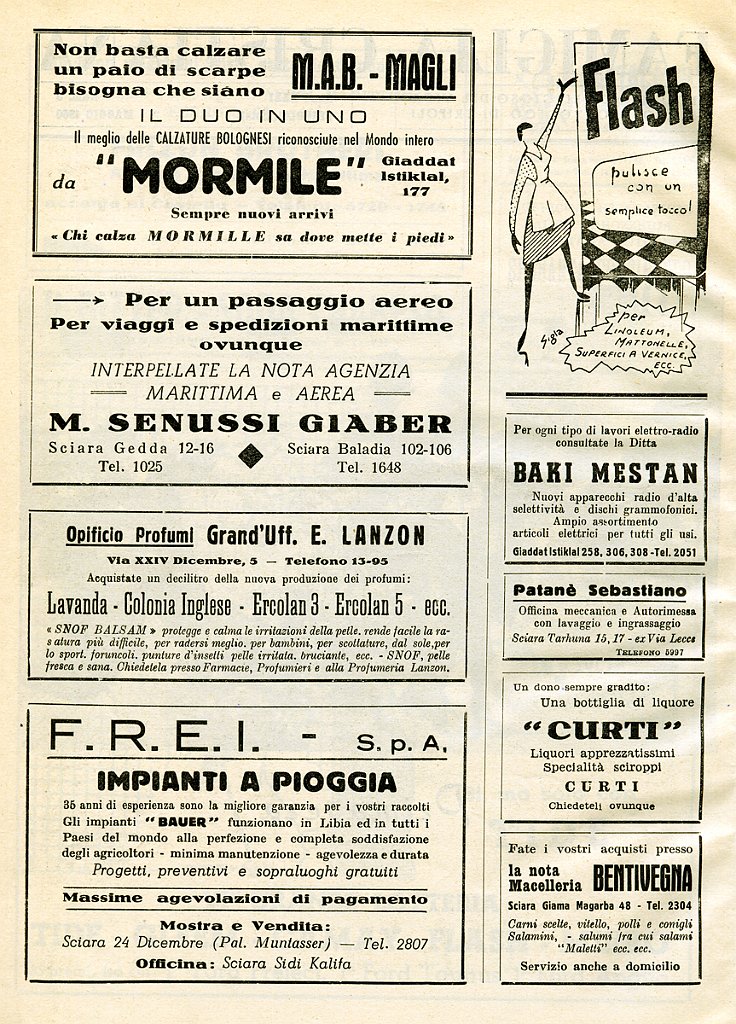 Non basta calzare
un paio di scarpe
bisogna che siano
M.A.B. - MAGLI
IL DUO IN UNO
Il meglio delle CALZATURE BOLOGNESI riconosciute nel Mondo intero
da "MORMILE" Giaddat
Istiklal,
177
Sempre nuovi arrivi
« Chi calza MORMILLE sa dove mette i piedi »
Per un passaggio aereo
Per viaggi e spedizioni marittime
ovunque
INTERPELLATE LA NOTA AGENZIA
MARITTIMA e AEREA
M. SENUSSI GIABER
Sciara Gedda 12-16
Tel. 1025
Sciara Baladia 102-106
Tel. 1648
Opificio Profumi Grand'Uff. E. LANZON
Via XXIV Dicembre, 5 — Telefono 13-95
Acquistate un decilitro della nuova produzione dei profumi:
Lavanda - Colonia Inglese - Ercolan 3 - Ercolan 5 - ecc.
« SNOF BALSAM » protegge e calma le irritazioni della pelle. rende facile la ra-
satura più difficile, per radersi meglio. per bambini, per scottature, dal sole, per
lo sport. foruncoli. punture d'insetti pelle irritata. bruciante, ecc. - SNOF, pelle
fresca e sana. Chiedetela presso Farmacie, Profumieri e alla Profumeria Lanzon.
F.R.E.I. - S.p.A.
IMPIANTI A PIOGGIA
35 anni di esperienza sono la migliore garanzia per i vostri raccolti
Gli impianti "BAUER" funzionano in Libia ed in tutti i
Paesi del mondo alla perfezione e completa soddisfazione
degli agricoltori - minima manutenzione - agevolezza e durata
Progetti, preventivi e sopraluoghi gratuiti
Massime agevolazioni di pagamento
Mostra e Vendita:
Sciara 24 Dicembre (Pal. Muntasser) — Tel. 2807
Officina: Sciara Sidi Kalifa
Flash
pulisce
con un
semplice tocco!
Sigla
per
LINOLEUM,
MATTONELLE,
SUPERFICI A VERNICE,
ECC.
Per ogni tipo di lavori elettro-radio
consultate la Ditta
BAKI MESTAN
Nuovi apparecchi radio d'alta
selettività e dischi grammofonici.
Ampio assortimento
articoli elettrici per tutti gli usi.
Giaddat Istiklal 258, 306, 308 - Tel. 2051
Patanè Sebastiano
Officina meccanica e Autorimessa
con lavaggio e ingrassaggio
Sciara Tarhuna 15, 17 - ex Via Lecce
TELEFONO 5997
Un dono sempre gradito:
Una bottiglia di liquore
"CURTI"
Liquori apprezzatissimi
Specialità sciroppi
CURTI
Chiedeteli ovunque
Fate i vostri acquisti presso
la nota
Macelleria BENTIVEGNA
Sciara Giama Magarba 48 - Tel. 2304
Carni scelte, vitello, polli e conigli
Salamini, - salumi fra cui salami
"Maletti" ecc. ecc.
Servizio anche a domicilio